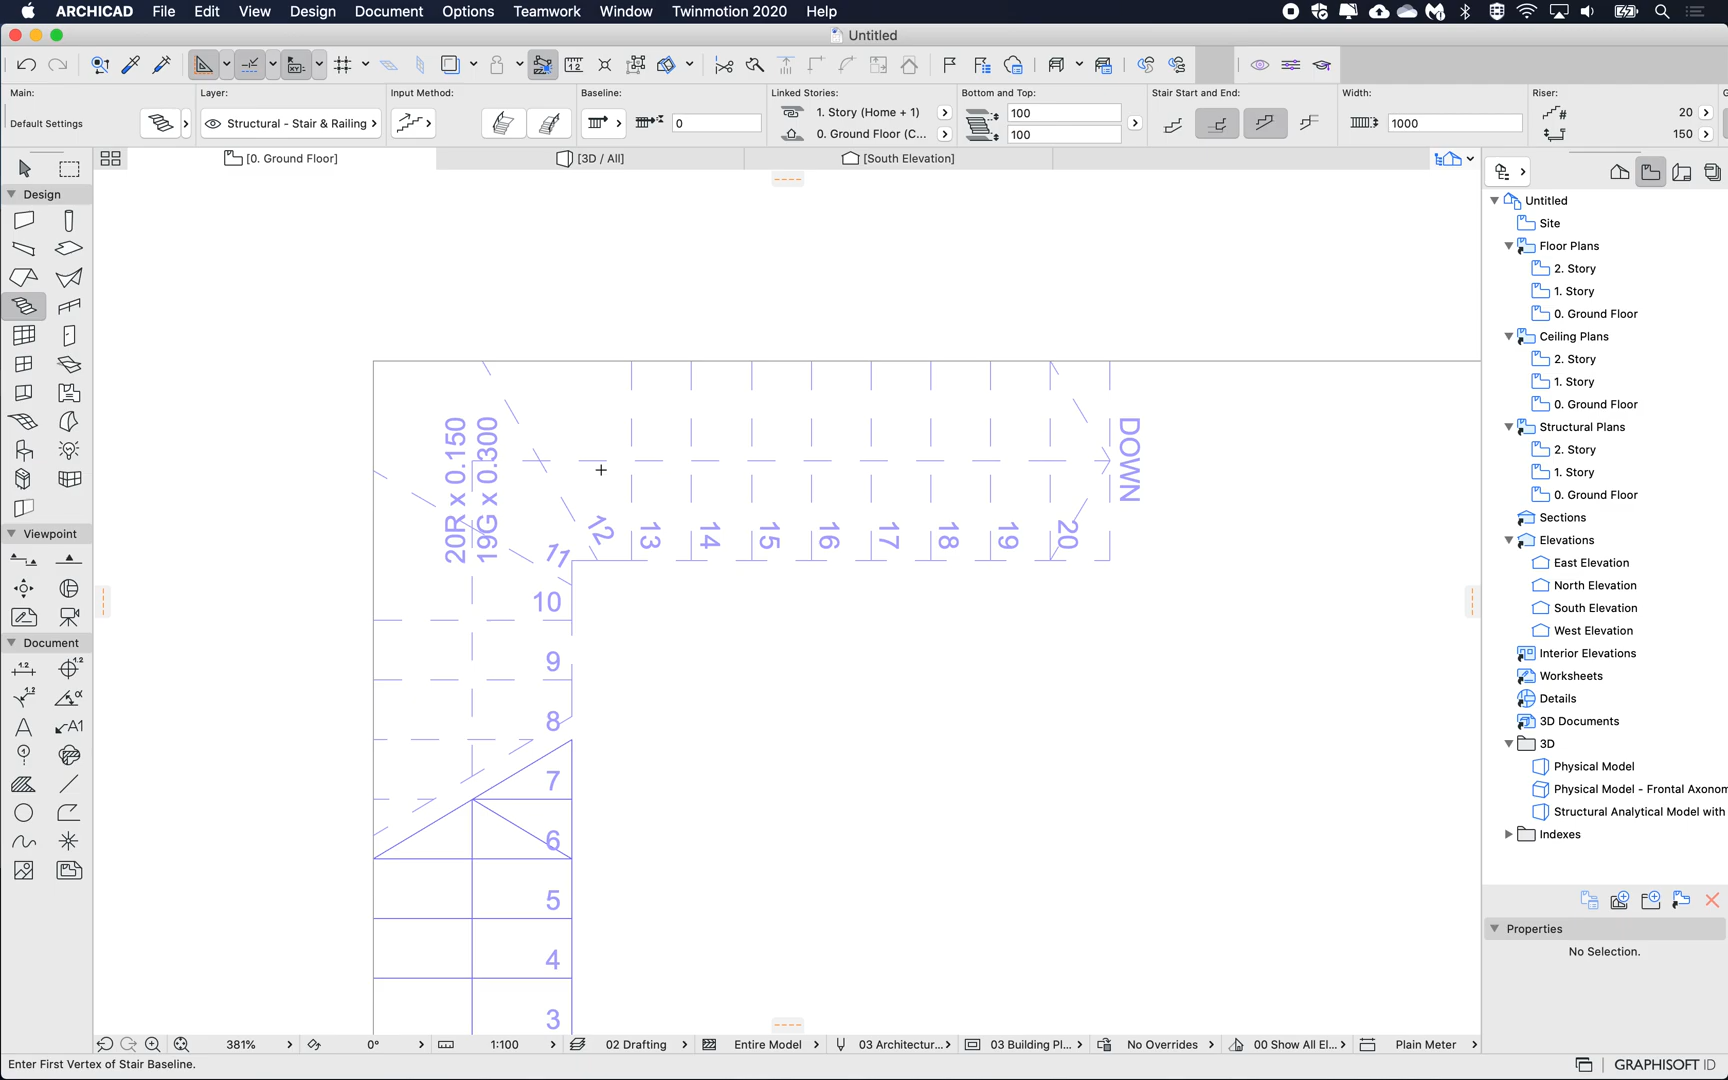 ARCHICAD File Edit View Design Document Options Teamwork Window Twinmotion 2020 Help
Untitled
Main: Layer: Input Method: Baseline: Linked Stories: Bottom and Top: Stair Start and End: Width: Riser: G
Default Settings
Structural - Stair & Railing
0
1. Story (Home + 1)
0. Ground Floor (C...
100
100
1000
20
150
[0. Ground Floor]
[3D / All]
[South Elevation]
Design
Viewpoint
Document
20R x 0.150
19G x 0.300
DOWN
20
19
18
17
16
15
14
13
12
11
10
9
8
7
6
5
4
3
Untitled
Site
Floor Plans
2. Story
1. Story
0. Ground Floor
Ceiling Plans
2. Story
1. Story
0. Ground Floor
Structural Plans
2. Story
1. Story
0. Ground Floor
Sections
Elevations
East Elevation
North Elevation
South Elevation
West Elevation
Interior Elevations
Worksheets
Details
3D Documents
3D
Physical Model
Physical Model - Frontal Axonom
Structural Analytical Model with
Indexes
Properties
No Selection.
381% 0° 1:100 02 Drafting Entire Model 03 Architectur... 03 Building Pl... No Overrides 00 Show All El... Plain Meter
Enter First Vertex of Stair Baseline.
GRAPHISOFT ID